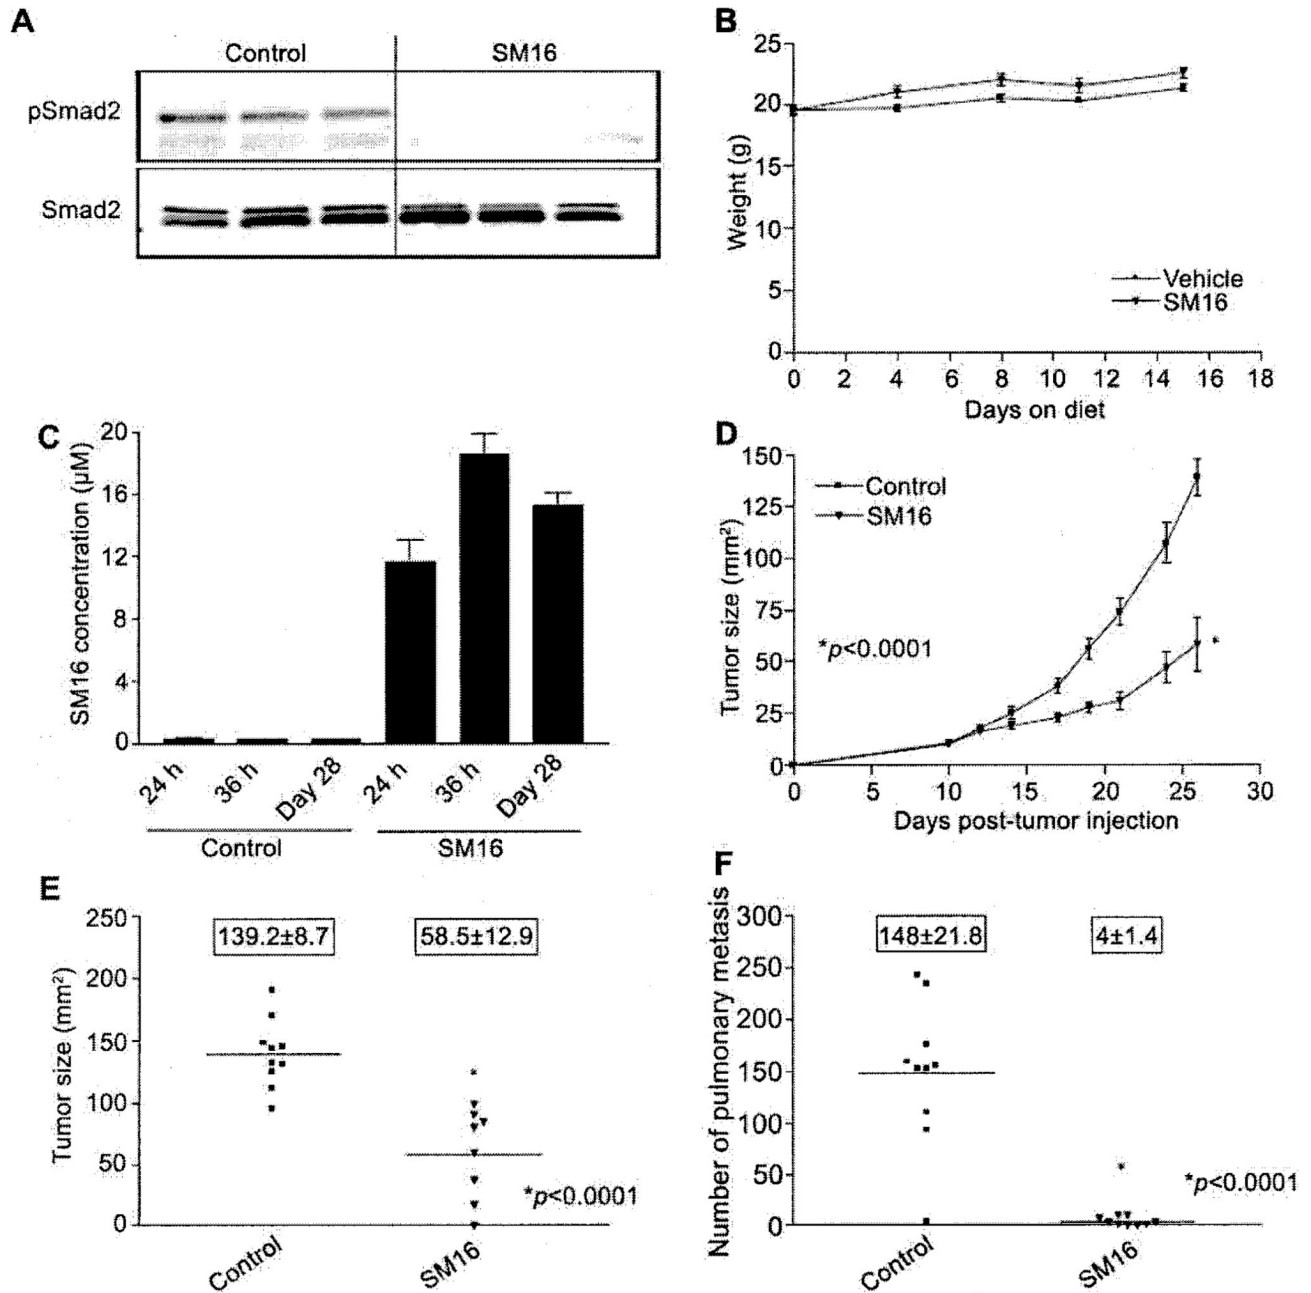 A
Control SM16
pSmad2
Smad2
B
25
20
15
10
5
0
Weight (g)
Vehicle
SM16
0 2 4 6 8 10 12 14 16 18
Days on diet
C
20
16
12
8
4
0
SM16 concentration (µM)
24 h 36 h Day 28 24 h 36 h Day 28
Control SM16
D
150
125
100
75
50
25
0
Tumor size (mm²)
Control
SM16
*p<0.0001
*
0 5 10 15 20 25 30
Days post-tumor injection
E
250
200
150
100
50
0
Tumor size (mm²)
139.2±8.7 58.5±12.9
*
*p<0.0001
Control SM16
F
300
250
200
150
100
50
0
Number of pulmonary metasis
148±21.8 4±1.4
*
*p<0.0001
Control SM16